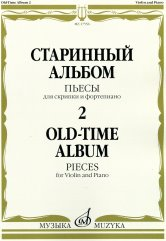 Old-Time Album 2
Violin and Piano
СТАРИННЫЙ
АЛЬБОМ
ПЬЕСЫ
для скрипки и фортепиано
2
OLD-TIME
ALBUM
PIECES
for Violin and Piano
МУЗЫКА
MUZYKA